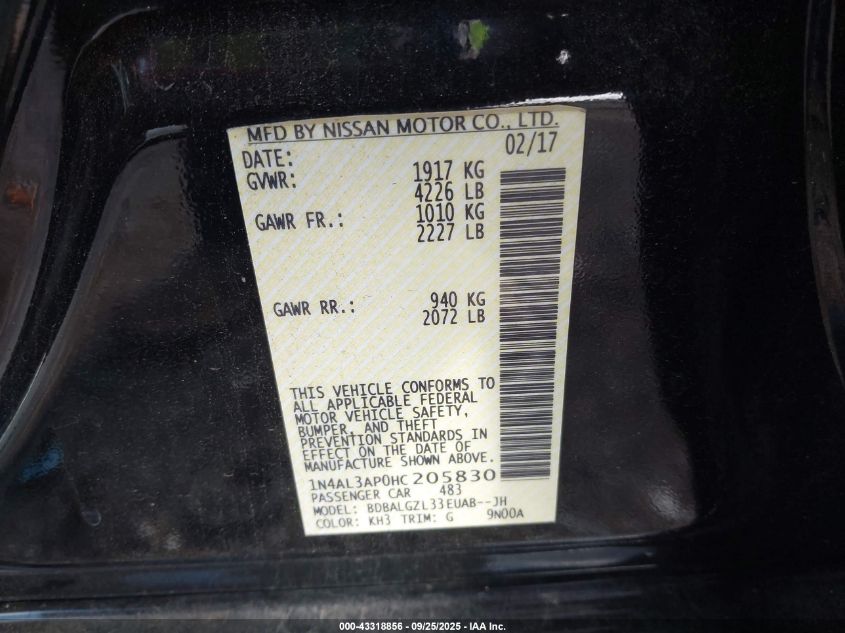 MFD BY NISSAN MOTOR CO., LTD.
DATE: 02/17
GVWR: 1917 KG
4226 LB
GAWR FR.: 1010 KG
2227 LB
GAWR RR.: 940 KG
2072 LB
THIS VEHICLE CONFORMS TO
ALL APPLICABLE FEDERAL
MOTOR VEHICLE SAFETY,
BUMPER, AND THEFT
PREVENTION STANDARDS IN
EFFECT ON THE DATE OF
MANUFACTURE SHOWN ABOVE.
1N4AL3AP0HC205830
PASSENGER CAR 483
MODEL: BDBALGZL33EUAB--JH
COLOR: KH3 TRIM: G 9N00A
000-43318856 - 09/25/2025 - IAA Inc.